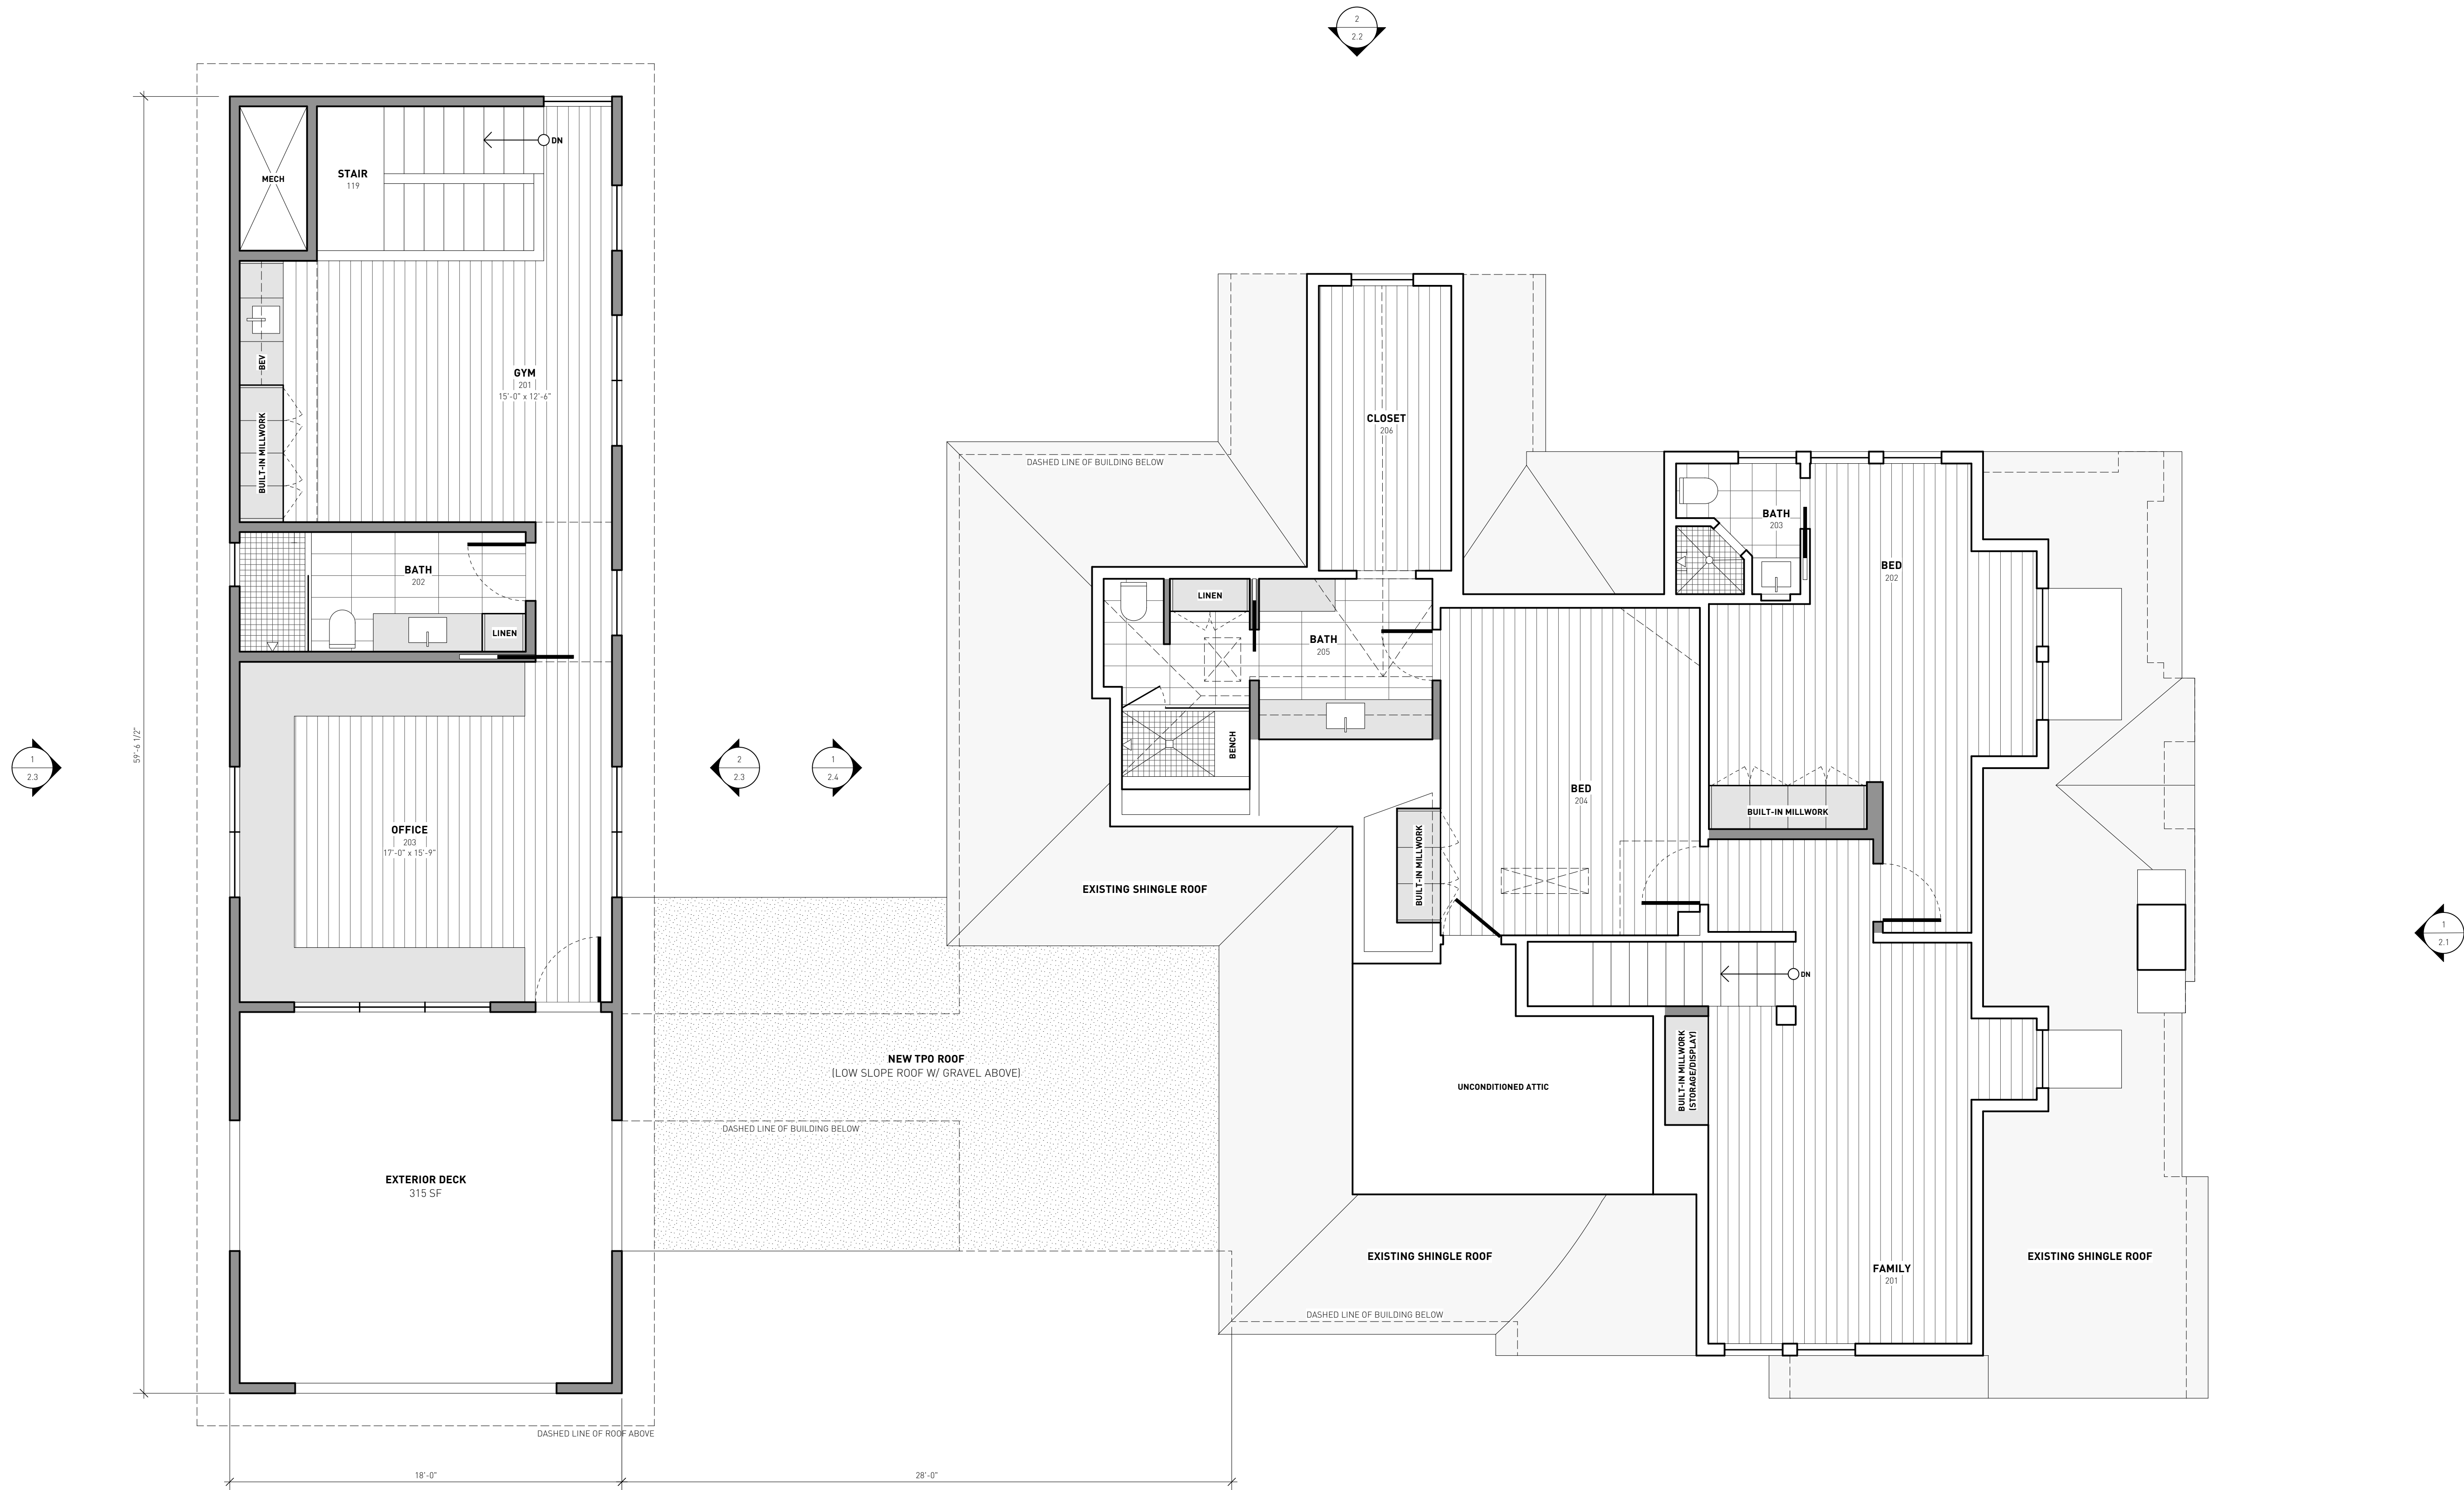 2
2.2
DN
STAIR
119
MECH
GYM
201
15'-0" x 12'-6"
BEV
BUILT-IN MILLWORK
BATH
202
LINEN
59'-6 1/2"
1
2.3
2
2.3
1
2.4
OFFICE
203
17'-0" x 15'-9"
EXTERIOR DECK
315 SF
DASHED LINE OF ROOF ABOVE
18'-0"
28'-0"
NEW TPO ROOF
(LOW SLOPE ROOF W/ GRAVEL ABOVE)
DASHED LINE OF BUILDING BELOW
DASHED LINE OF BUILDING BELOW
CLOSET
206
LINEN
BATH
205
BENCH
EXISTING SHINGLE ROOF
BUILT-IN MILLWORK
BED
204
BATH
203
BED
202
BUILT-IN MILLWORK
DN
BUILT-IN MILLWORK
(STORAGE/DISPLAY)
UNCONDITIONED ATTIC
EXISTING SHINGLE ROOF
DASHED LINE OF BUILDING BELOW
FAMILY
201
EXISTING SHINGLE ROOF
1
2.1